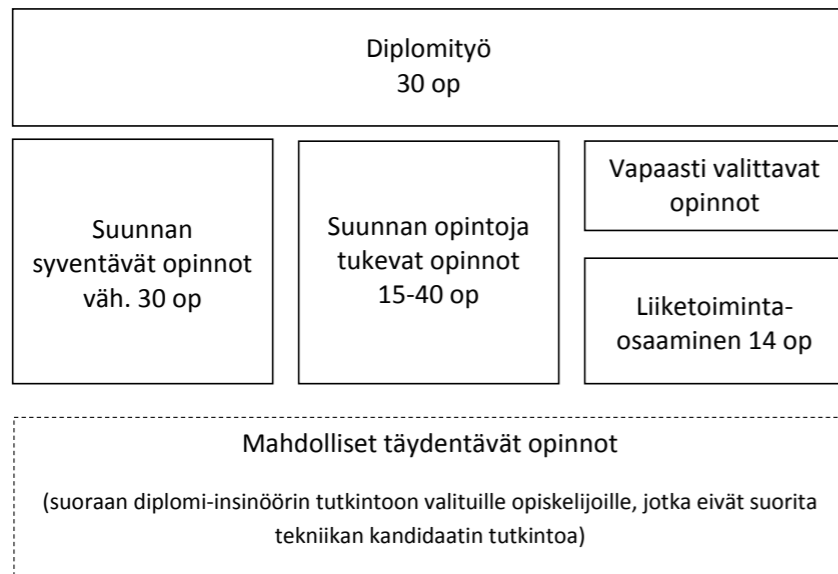 Diplomityö
30 op
Suunnan
syventävät opinnot
väh. 30 op
Suunnan opintoja
tukevat opinnot
15-40 op
Vapaasti valittavat
opinnot
Liiketoiminta-
osaaminen 14 op
Mahdolliset täydentävät opinnot
(suoraan diplomi-insinöörin tutkintoon valituille opiskelijoille, jotka eivät suorita
tekniikan kandidaatin tutkintoa)